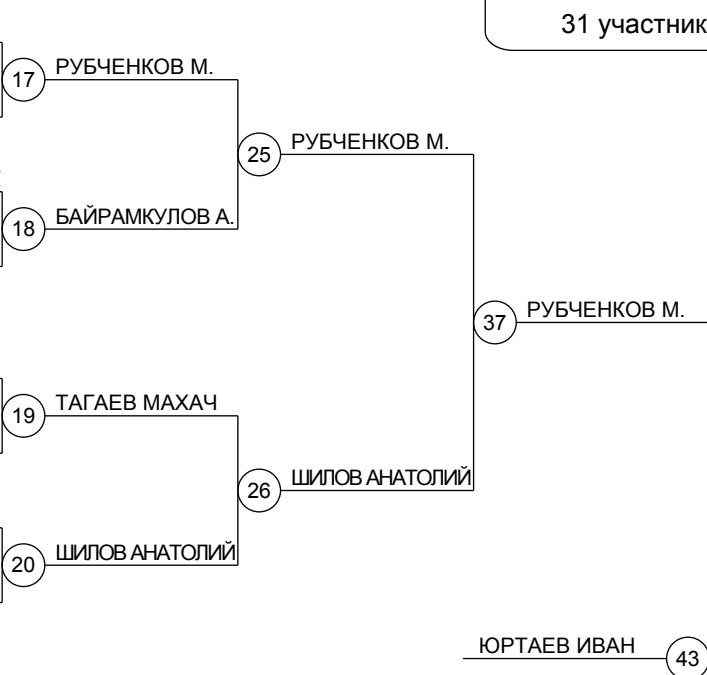 31 участник
17 РУБЧЕНКОВ М.
25 РУБЧЕНКОВ М.
18 БАЙРАМКУЛОВ А.
37 РУБЧЕНКОВ М.
19 ТАГАЕВ МАХАЧ
26 ШИЛОВ АНАТОЛИЙ
20 ШИЛОВ АНАТОЛИЙ
ЮРТАЕВ ИВАН 43